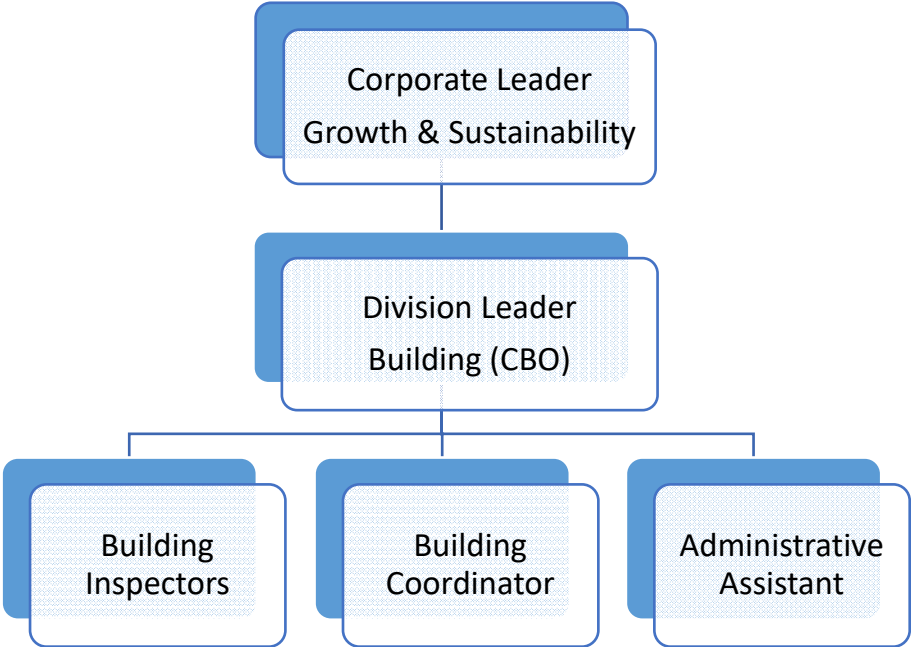 Corporate Leader
Growth & Sustainability
Division Leader
Building (CBO)
Building
Inspectors
Building
Coordinator
Administrative
Assistant